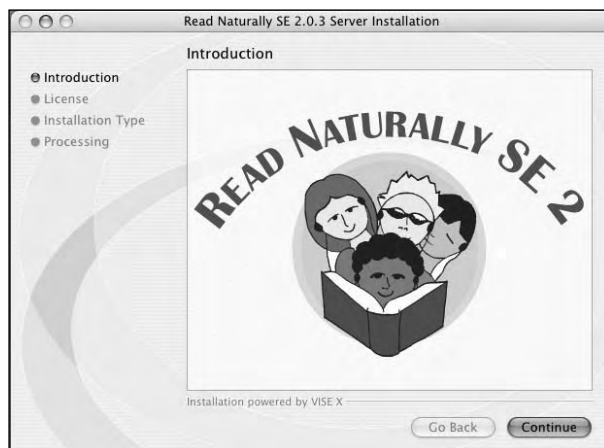 Read Naturally SE 2.0.3 Server Installation
Introduction
Introduction
License
Installation Type
Processing
READ NATURALLY SE 2
Installation powered by VISE X
Go Back
Continue